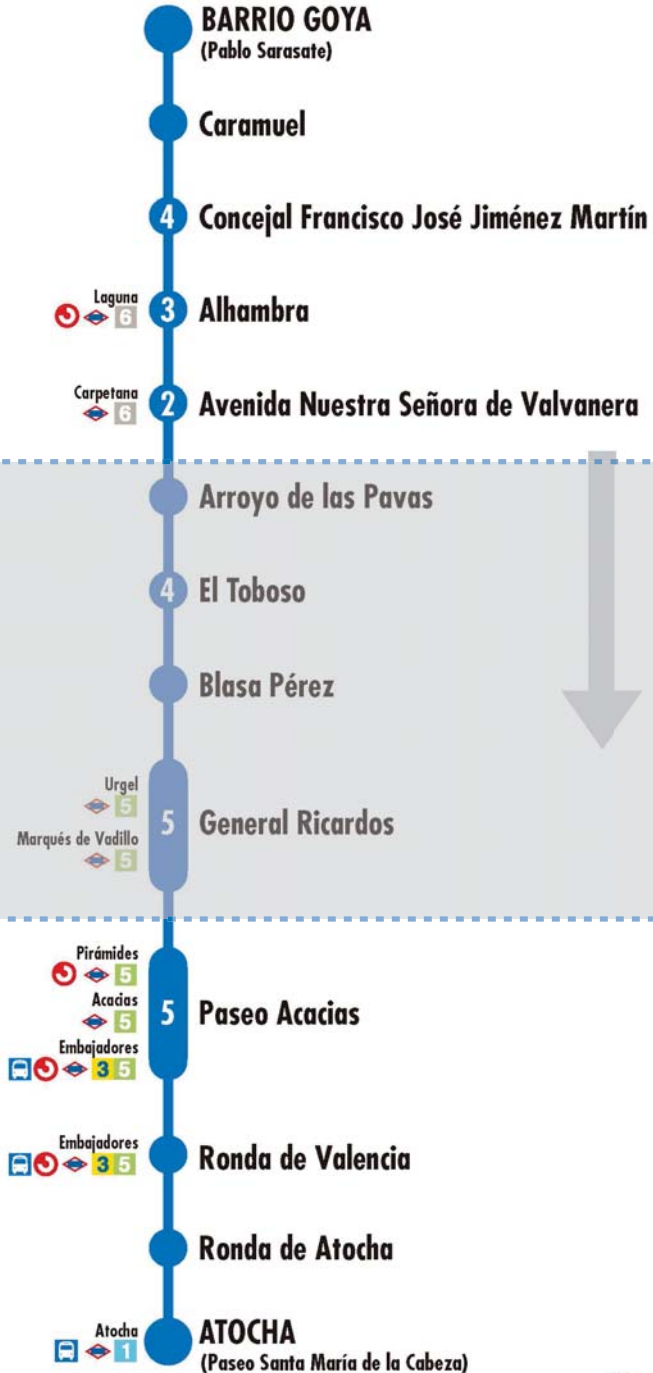 BARRIO GOYA
(Pablo Sarasate)
Caramuel
4 Concejal Francisco José Jiménez Martín
Laguna
6
3 Alhambra
Carpetana
6
2 Avenida Nuestra Señora de Valvanera
Arroyo de las Pavas
4 El Toboso
Blasa Pérez
Urgel
5
Marqués de Vadillo
5
5 General Ricardos
Pirámides
5
Acacias
5
Embajadores
3 5
5 Paseo Acacias
Embajadores
3 5
Ronda de Valencia
Ronda de Atocha
Atocha
1
ATOCHA
(Paseo Santa María de la Cabeza)